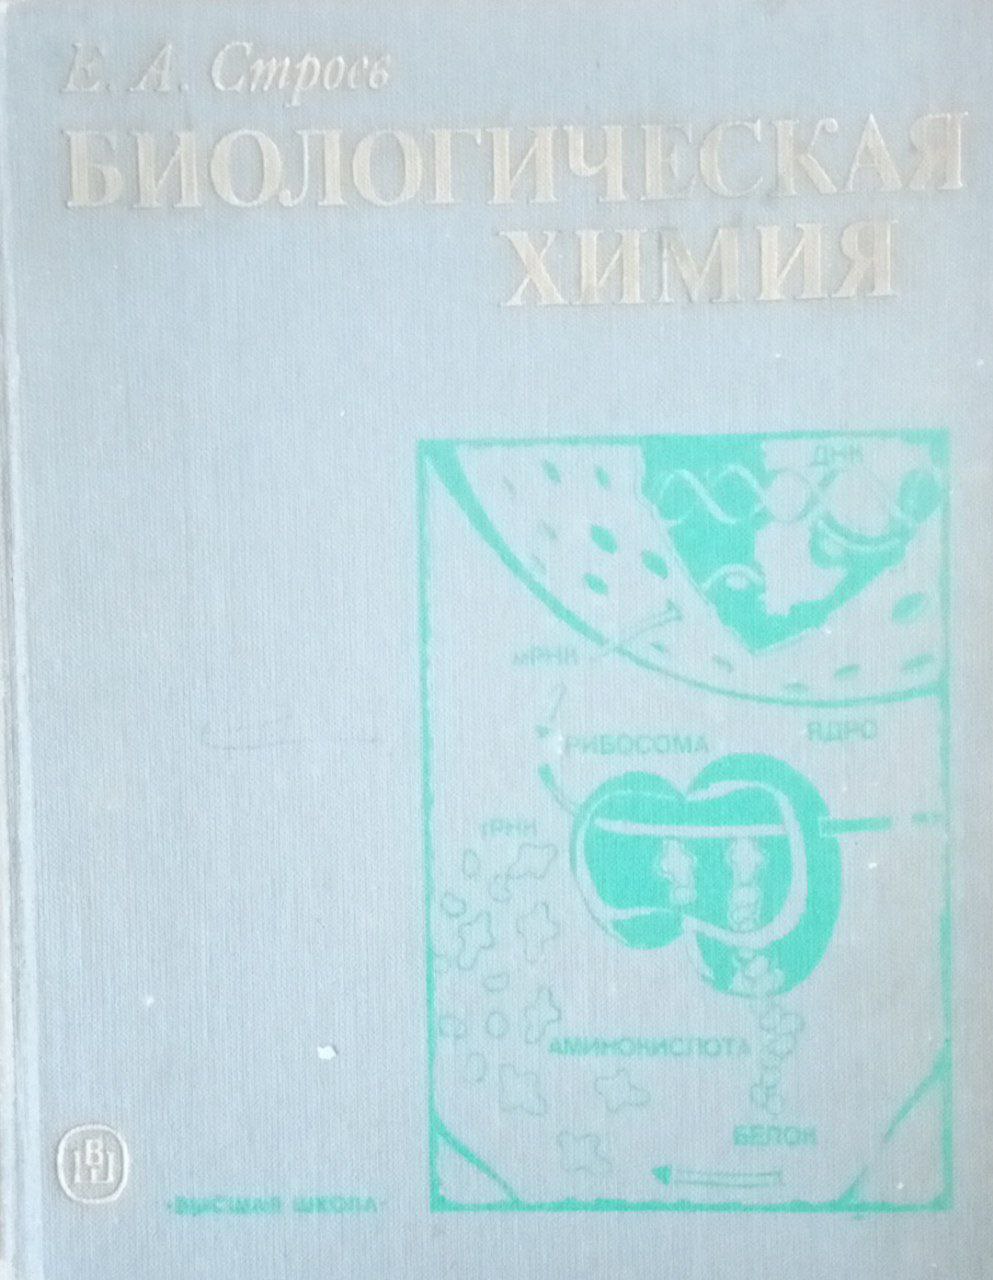 Е. А. Строев
БИОЛОГИЧЕСКАЯ
ХИМИЯ
ДНК
мРНК
ЯДРО
РИБОСОМА
тРНК
АМИНОКИСЛОТА
БЕЛОК
ВШ
·ВЫСШАЯ ШКОЛА·